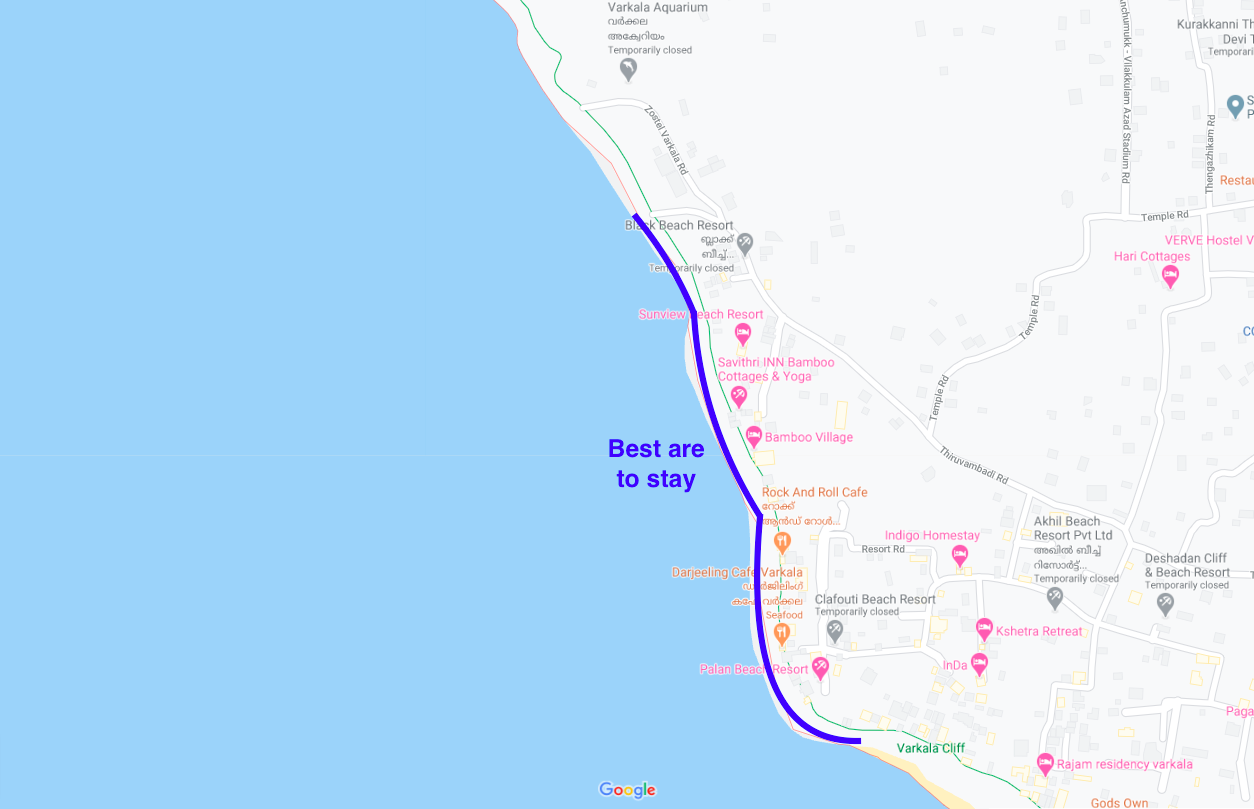 Varkala Aquarium
വർക്കല
അക്വേറിയം
Temporarily closed
Zostel Varkala Rd
Anchumukk - Vilakkulam Azad Stadium Rd
Thengazhikam Rd
Kurakkanni Th
Devi T
Temporari
S
P
Restau
Temple Rd
VERVE Hostel V
Hari Cottages
Black Beach Resort
ബ്ലാക്ക്
ബീച്ച്...
Temporarily closed
Sunview Beach Resort
Temple Rd
CO
Savithri INN Bamboo
Cottages & Yoga
Temple Rd
Bamboo Village
Best are
to stay
Thiruvambadi Rd
Rock And Roll Cafe
റോക്ക്
ആൻഡ് റോൾ...
Indigo Homestay
Resort Rd
Akhil Beach
Resort Pvt Ltd
അഖിൽ ബീച്ച്
റിസോർട്ട്...
Temporarily closed
Deshadan Cliff
& Beach Resort
Temporarily closed
Darjeeling Cafe Varkala
ഡാർജിലിംഗ്
കഫേ വർക്കല
Seafood
Clafouti Beach Resort
Temporarily closed
Kshetra Retreat
InDa
Palan Beach Resort
Paga
Varkala Cliff
Rajam residency varkala
Google
Gods Own